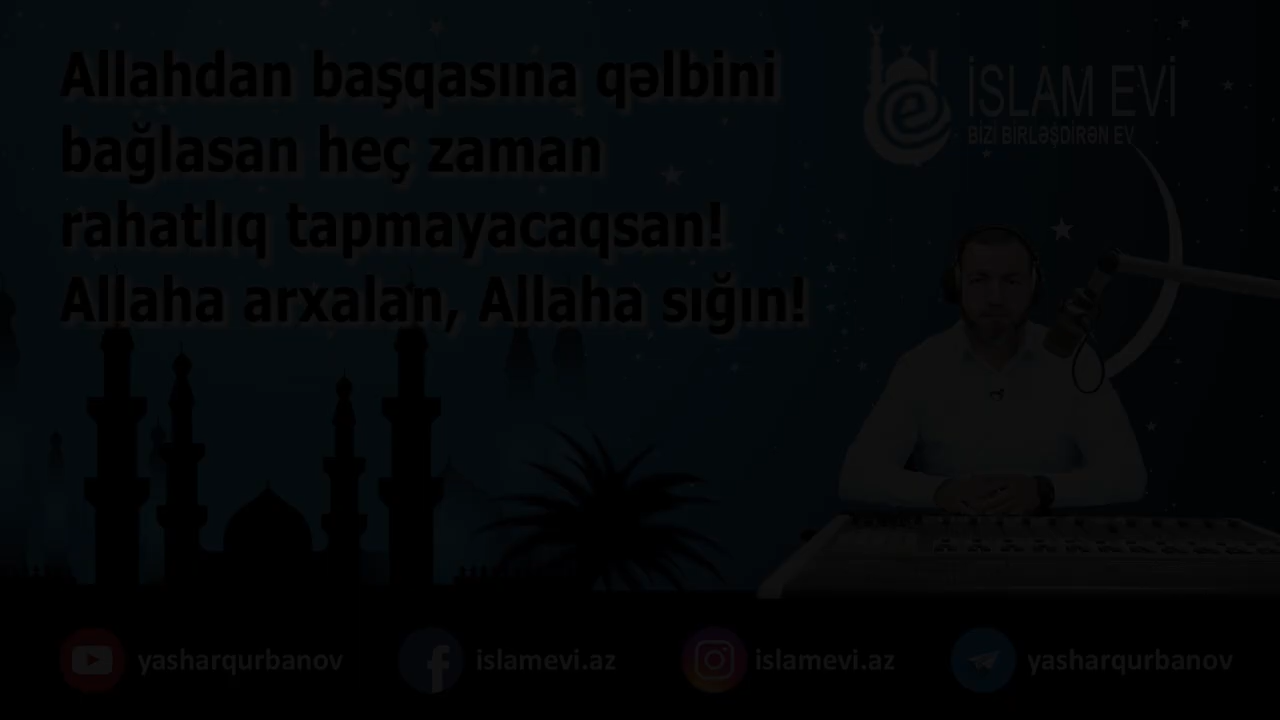 Allahdan başqasına qəlbini
bağlasan heç zaman
rahatlıq tapmayacaqsan!
Allaha arxalan, Allaha sığın!
İSLAM EVİ
BİZİ BİRLƏŞDİRƏN EV
yasharqurbanov
islamevi.az
islamevi.az
yasharqurbanov